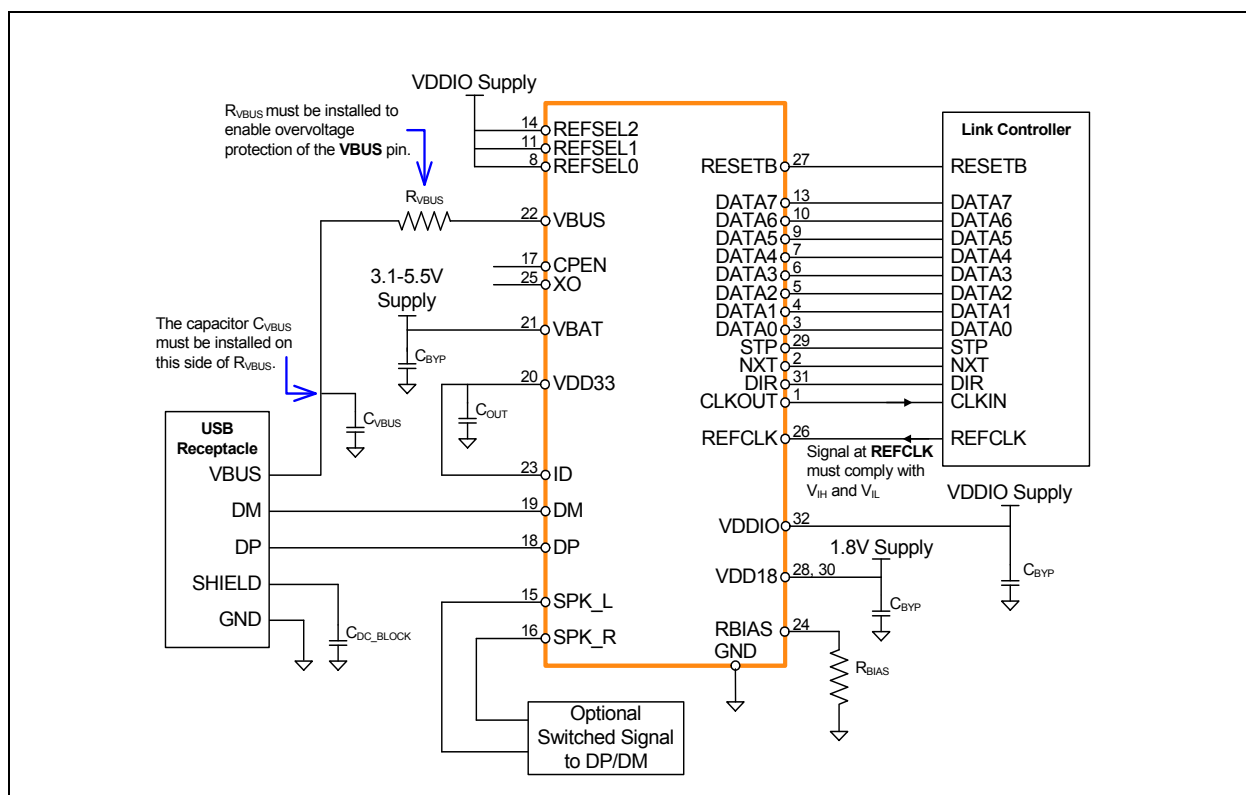 VDDIO Supply
RVBUS must be installed to
enable overvoltage
protection of the VBUS pin.
14
REFSEL2
11
REFSEL1
8
REFSEL0
RVBUS
22
VBUS
17
CPEN
25
XO
3.1-5.5V
Supply
21
VBAT
CBYP
The capacitor CVBUS
must be installed on
this side of RVBUS.
20
VDD33
COUT
CVBUS
USB
Receptacle
VBUS
DM
DP
SHIELD
GND
CDC_BLOCK
23
ID
19
DM
18
DP
15
SPK_L
16
SPK_R
Optional
Switched Signal
to DP/DM
Link Controller
RESETB
27
RESETB
DATA7
13
DATA7
DATA6
10
DATA6
DATA5
9
DATA5
DATA4
7
DATA4
DATA3
6
DATA3
DATA2
5
DATA2
DATA1
4
DATA1
DATA0
3
DATA0
STP
29
STP
NXT
2
NXT
DIR
31
DIR
CLKOUT
1
CLKIN
REFCLK
26
REFCLK
Signal at REFCLK
must comply with
VIH and VIL
VDDIO Supply
VDDIO
32
CBYP
1.8V Supply
VDD18
28, 30
CBYP
RBIAS
24
RBIAS
GND